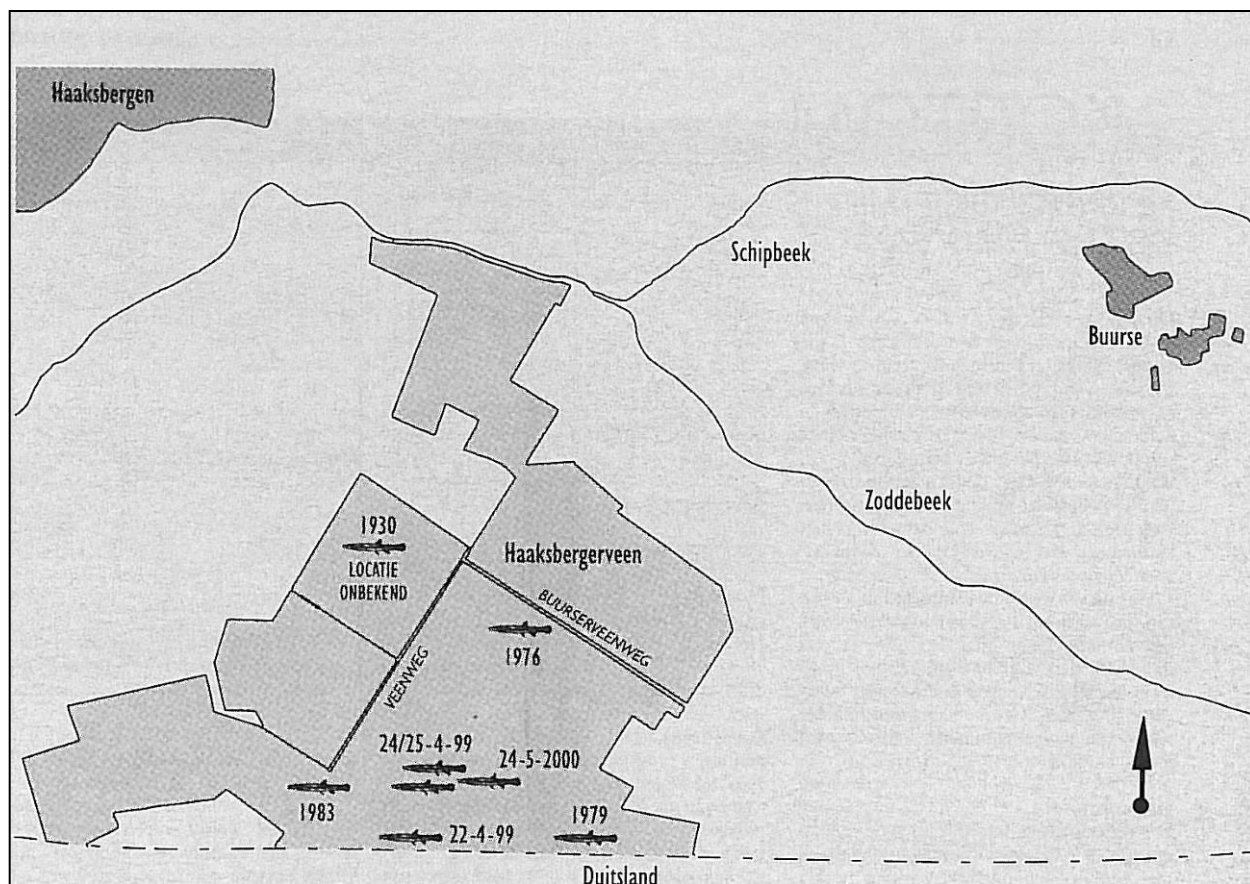 Haaksbergen
Schipbeek
Buurse
Zoddebeek
1930
LOCATIE
ONBEKEND
Haaksbergerveen
BUURSERVEENWEG
1976
VEENWEG
24/25-4-99
24-5-2000
1983
1979
22-4-99
Duitsland